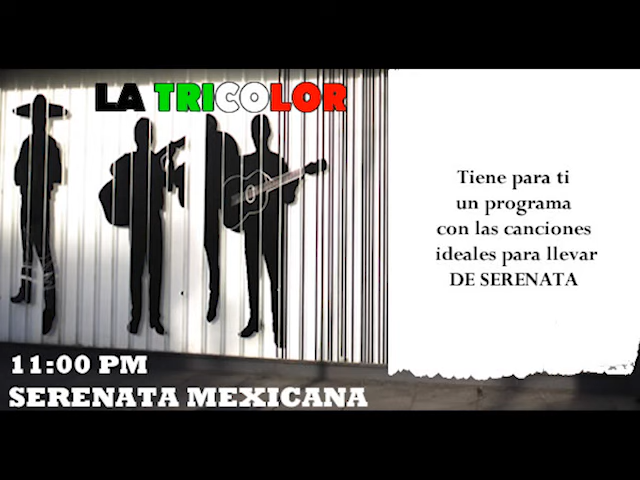 LA TRICOLOR
Tiene para ti
un programa
con las canciones
ideales para llevar
DE SERENATA
11:00 PM
SERENATA MEXICANA